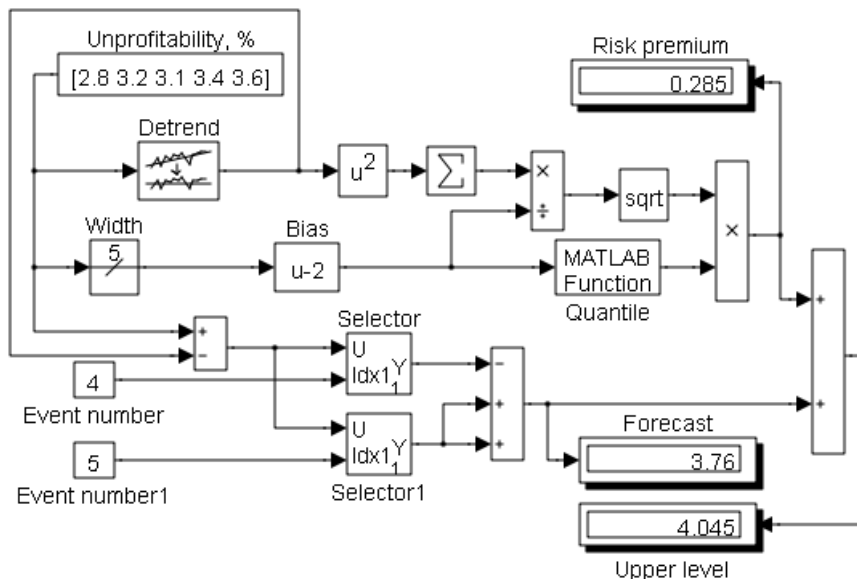 Unprofitability, %
[2.8 3.2 3.1 3.4 3.6]
Risk premium
0.285
Detrend
u²
Σ
×
÷
sqrt
×
Width
5
Bias
u-2
MATLAB
Function
Quantile
+
+
+
−
Selector
U
Idx1 Y
1
4
Event number
−
+
+
U
Idx1 Y
1
Selector1
5
Event number1
Forecast
3.76
4.045
Upper level